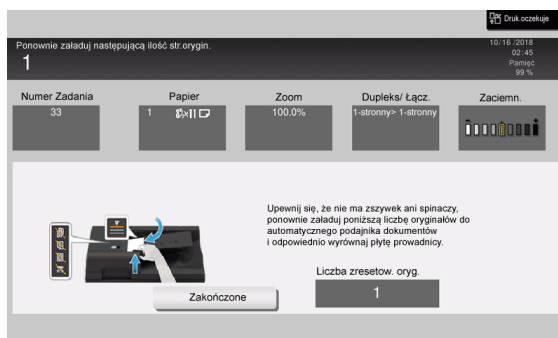 Druk.oczekuje
Ponownie załaduj następującą ilość str.orygin.
1
10/16 /2018
02:45
Pamięć
99 %
Numer Zadania
33
Papier
1
Zoom
100.0%
Dupleks/ Łącz.
1-stronny> 1-stronny
Zaciemn.
Upewnij się, że nie ma zszywek ani spinaczy,
ponownie załaduj poniższą liczbę oryginałów do
automatycznego podajnika dokumentów
i odpowiednio wyrównaj płytę prowadnicy.
Liczba zresetow. oryg.
1
Zakończone